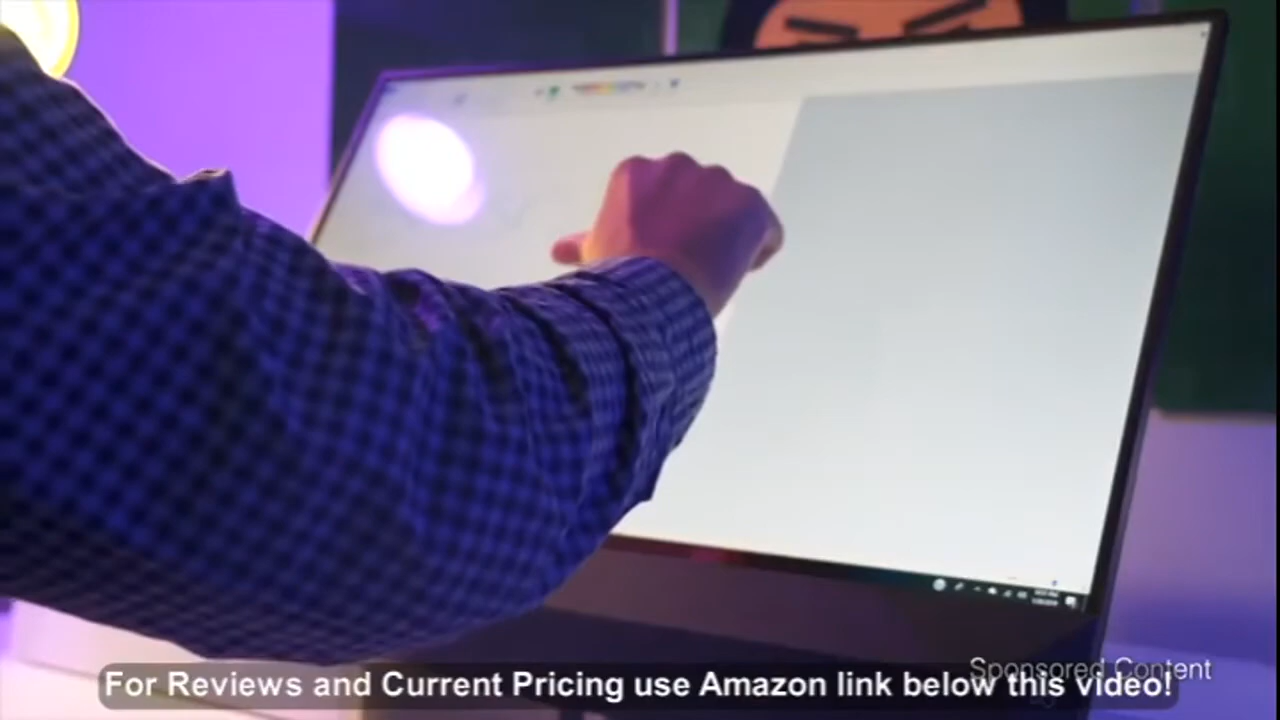 Sponsored Content
For Reviews and Current Pricing use Amazon link below this video!